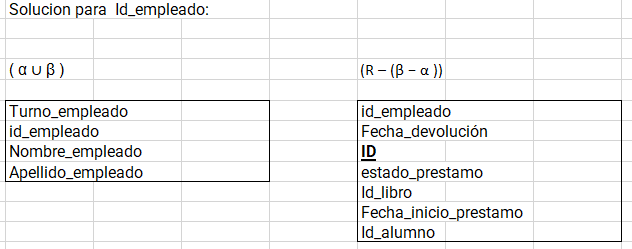 Solucion para Id_empleado:
( α ∪ β )
(R – (β − α ))
Turno_empleado
id_empleado
Nombre_empleado
Apellido_empleado
id_empleado
Fecha_devolución
ID
estado_prestamo
Id_libro
Fecha_inicio_prestamo
Id_alumno